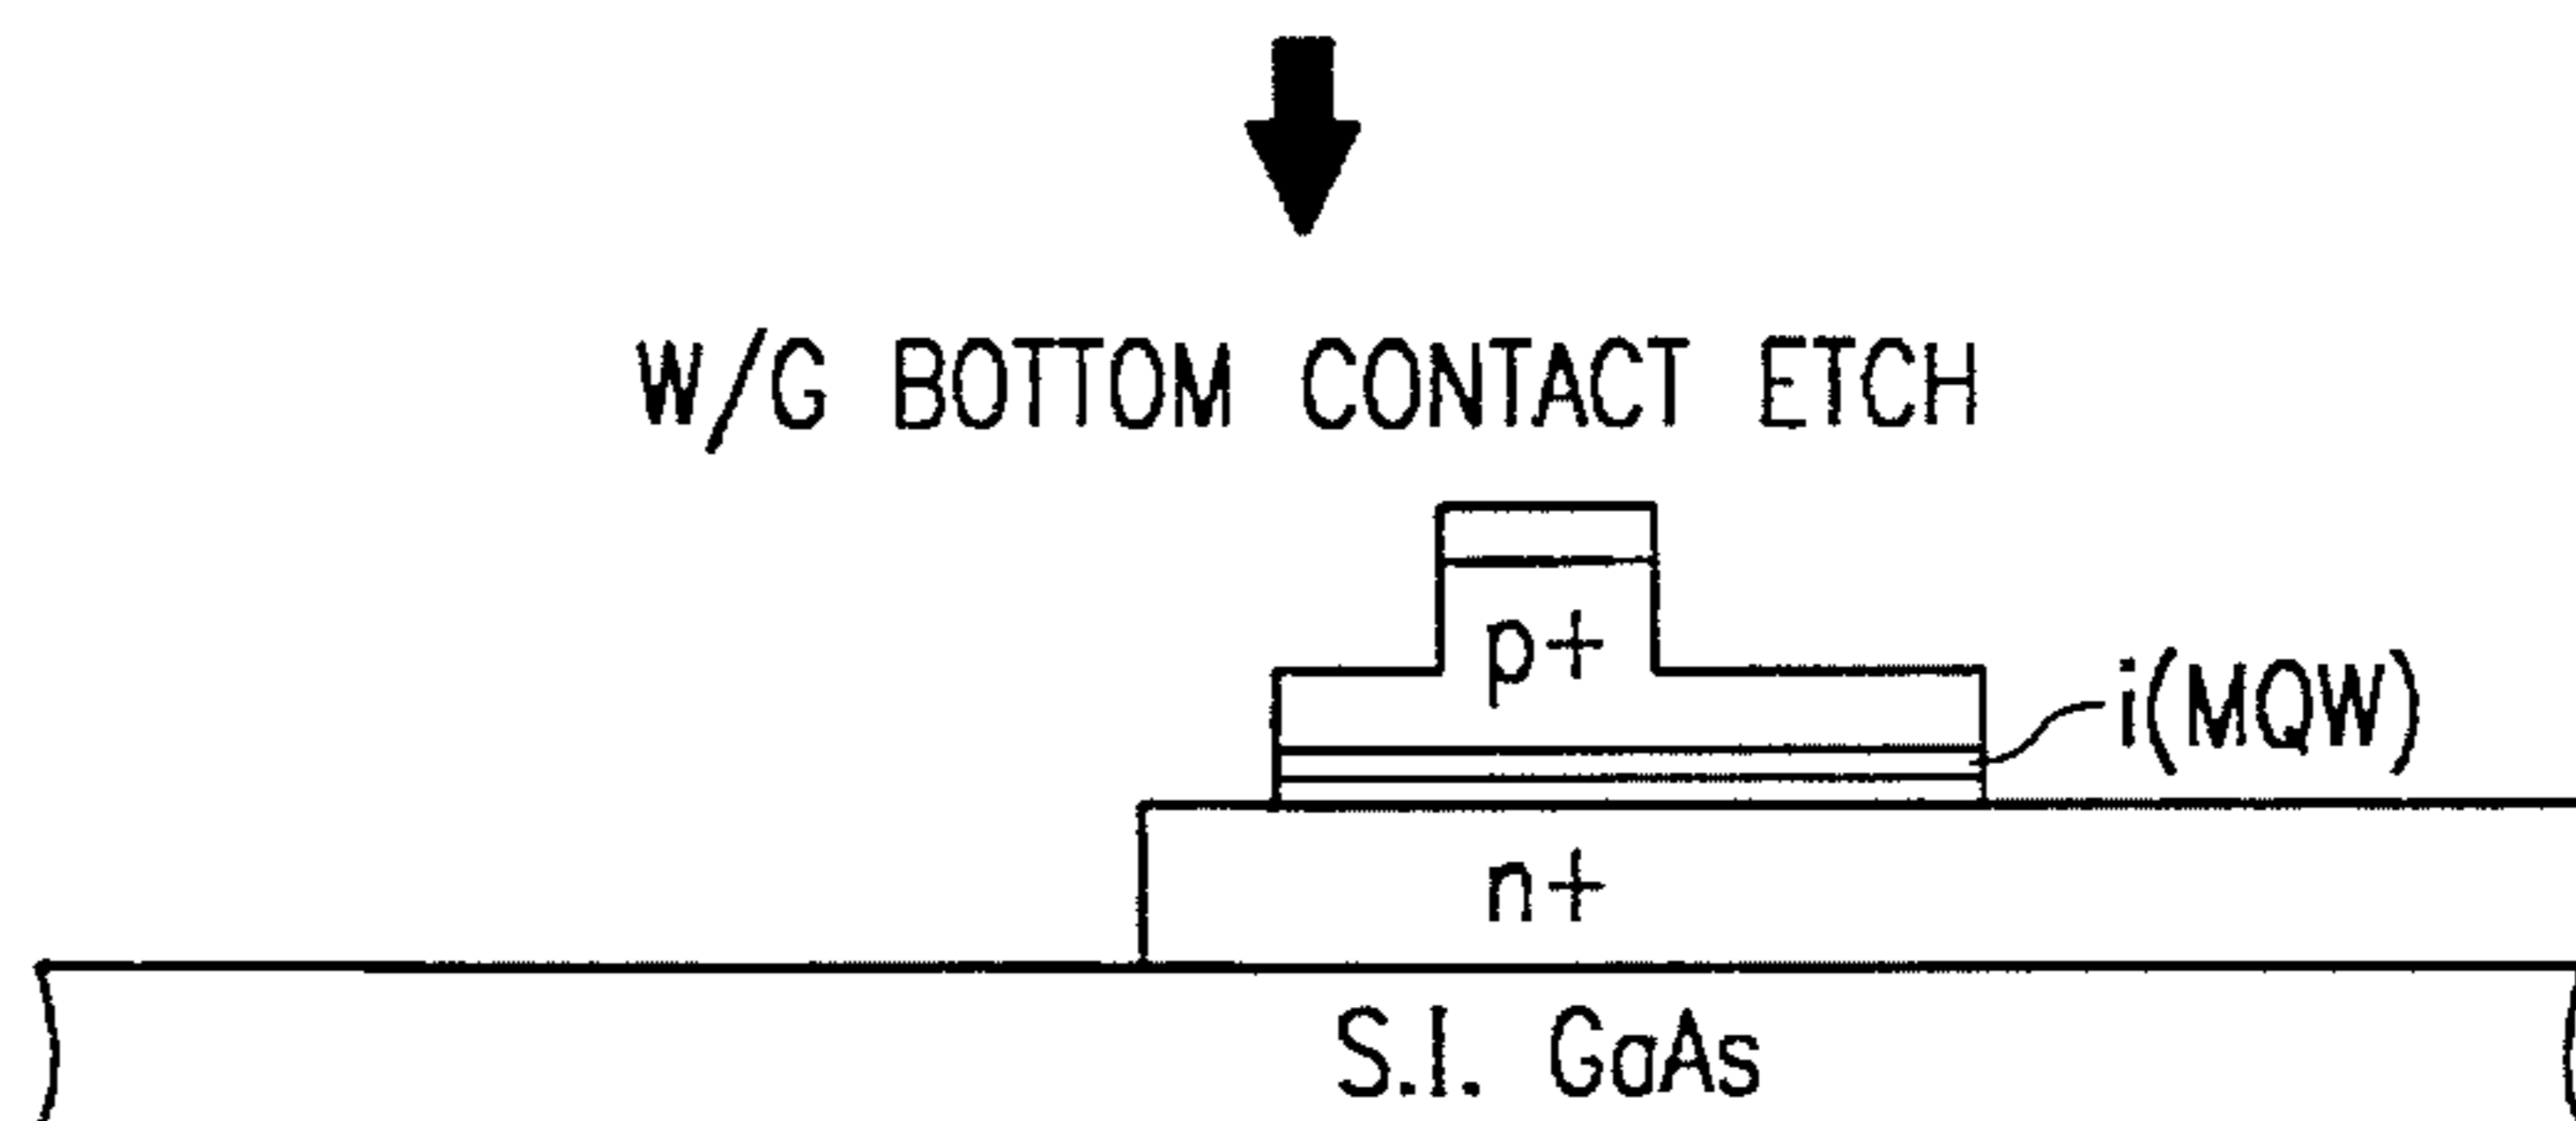 W/G BOTTOM CONTACT ETCH
p+
i(MQW)
n+
S.I. GaAs